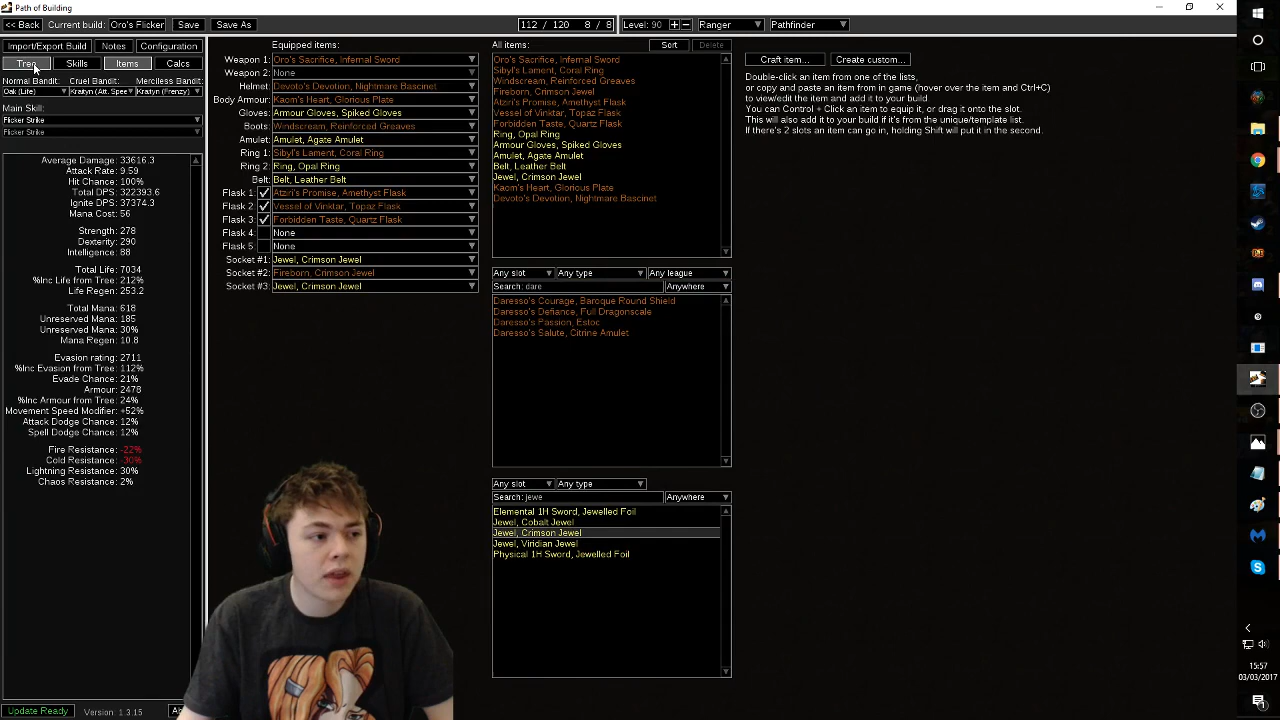 Path of Building
<< Back Current build: Oro's Flicker Save Save As 112 / 120 8 / 8 Level: 90 Ranger Pathfinder
Import/Export Build Notes Configuration
Tree Skills Items Calcs
Normal Bandit: Cruel Bandit: Merciless Bandit:
Oak (Life) Kraityn (Att. Spee Kraityn (Frenzy)
Main Skill:
Flicker Strike
Flicker Strike
Average Damage: 33616.3
Attack Rate: 9.59
Hit Chance: 100%
Total DPS: 322393.6
Ignite DPS: 37374.3
Mana Cost: 56
Strength: 278
Dexterity: 290
Intelligence: 88
Total Life: 7034
%Inc Life from Tree: 212%
Life Regen: 253.2
Total Mana: 618
Unreserved Mana: 185
Unreserved Mana: 30%
Mana Regen: 10.8
Evasion rating: 2711
%Inc Evasion from Tree: 112%
Evade Chance: 21%
Armour: 2478
%Inc Armour from Tree: 24%
Movement Speed Modifier: +52%
Attack Dodge Chance: 12%
Spell Dodge Chance: 12%
Fire Resistance: -22%
Cold Resistance: -30%
Lightning Resistance: 30%
Chaos Resistance: 2%
Update Ready Version: 1.3.15
Equipped items:
Weapon 1: Oro's Sacrifice, Infernal Sword
Weapon 2: None
Helmet: Devoto's Devotion, Nightmare Bascinet
Body Armour: Kaom's Heart, Glorious Plate
Gloves: Armour Gloves, Spiked Gloves
Boots: Windscream, Reinforced Greaves
Amulet: Amulet, Agate Amulet
Ring 1: Sibyl's Lament, Coral Ring
Ring 2: Ring, Opal Ring
Belt: Belt, Leather Belt
Flask 1: Atziri's Promise, Amethyst Flask
Flask 2: Vessel of Vinktar, Topaz Flask
Flask 3: Forbidden Taste, Quartz Flask
Flask 4: None
Flask 5: None
Socket #1: Jewel, Crimson Jewel
Socket #2: Fireborn, Crimson Jewel
Socket #3: Jewel, Crimson Jewel
All items: Sort Delete
Oro's Sacrifice, Infernal Sword
Sibyl's Lament, Coral Ring
Windscream, Reinforced Greaves
Fireborn, Crimson Jewel
Atziri's Promise, Amethyst Flask
Vessel of Vinktar, Topaz Flask
Forbidden Taste, Quartz Flask
Ring, Opal Ring
Armour Gloves, Spiked Gloves
Amulet, Agate Amulet
Belt, Leather Belt
Jewel, Crimson Jewel
Kaom's Heart, Glorious Plate
Devoto's Devotion, Nightmare Bascinet
Any slot Any type Any league
Search: dare Anywhere
Daresso's Courage, Baroque Round Shield
Daresso's Defiance, Full Dragonscale
Daresso's Passion, Estoc
Daresso's Salute, Citrine Amulet
Any slot Any type
Search: jewe Anywhere
Elemental 1H Sword, Jewelled Foil
Jewel, Cobalt Jewel
Jewel, Crimson Jewel
Jewel, Viridian Jewel
Physical 1H Sword, Jewelled Foil
Craft item... Create custom...
Double-click an item from one of the lists,
or copy and paste an item from in game (hover over the item and Ctrl+C)
to view/edit the item and add it to your build.
You can Control + Click an item to equip it, or drag it onto the slot.
This will also add it to your build if it's from the unique/template list.
If there's 2 slots an item can go in, holding Shift will put it in the second.
15:57
03/03/2017